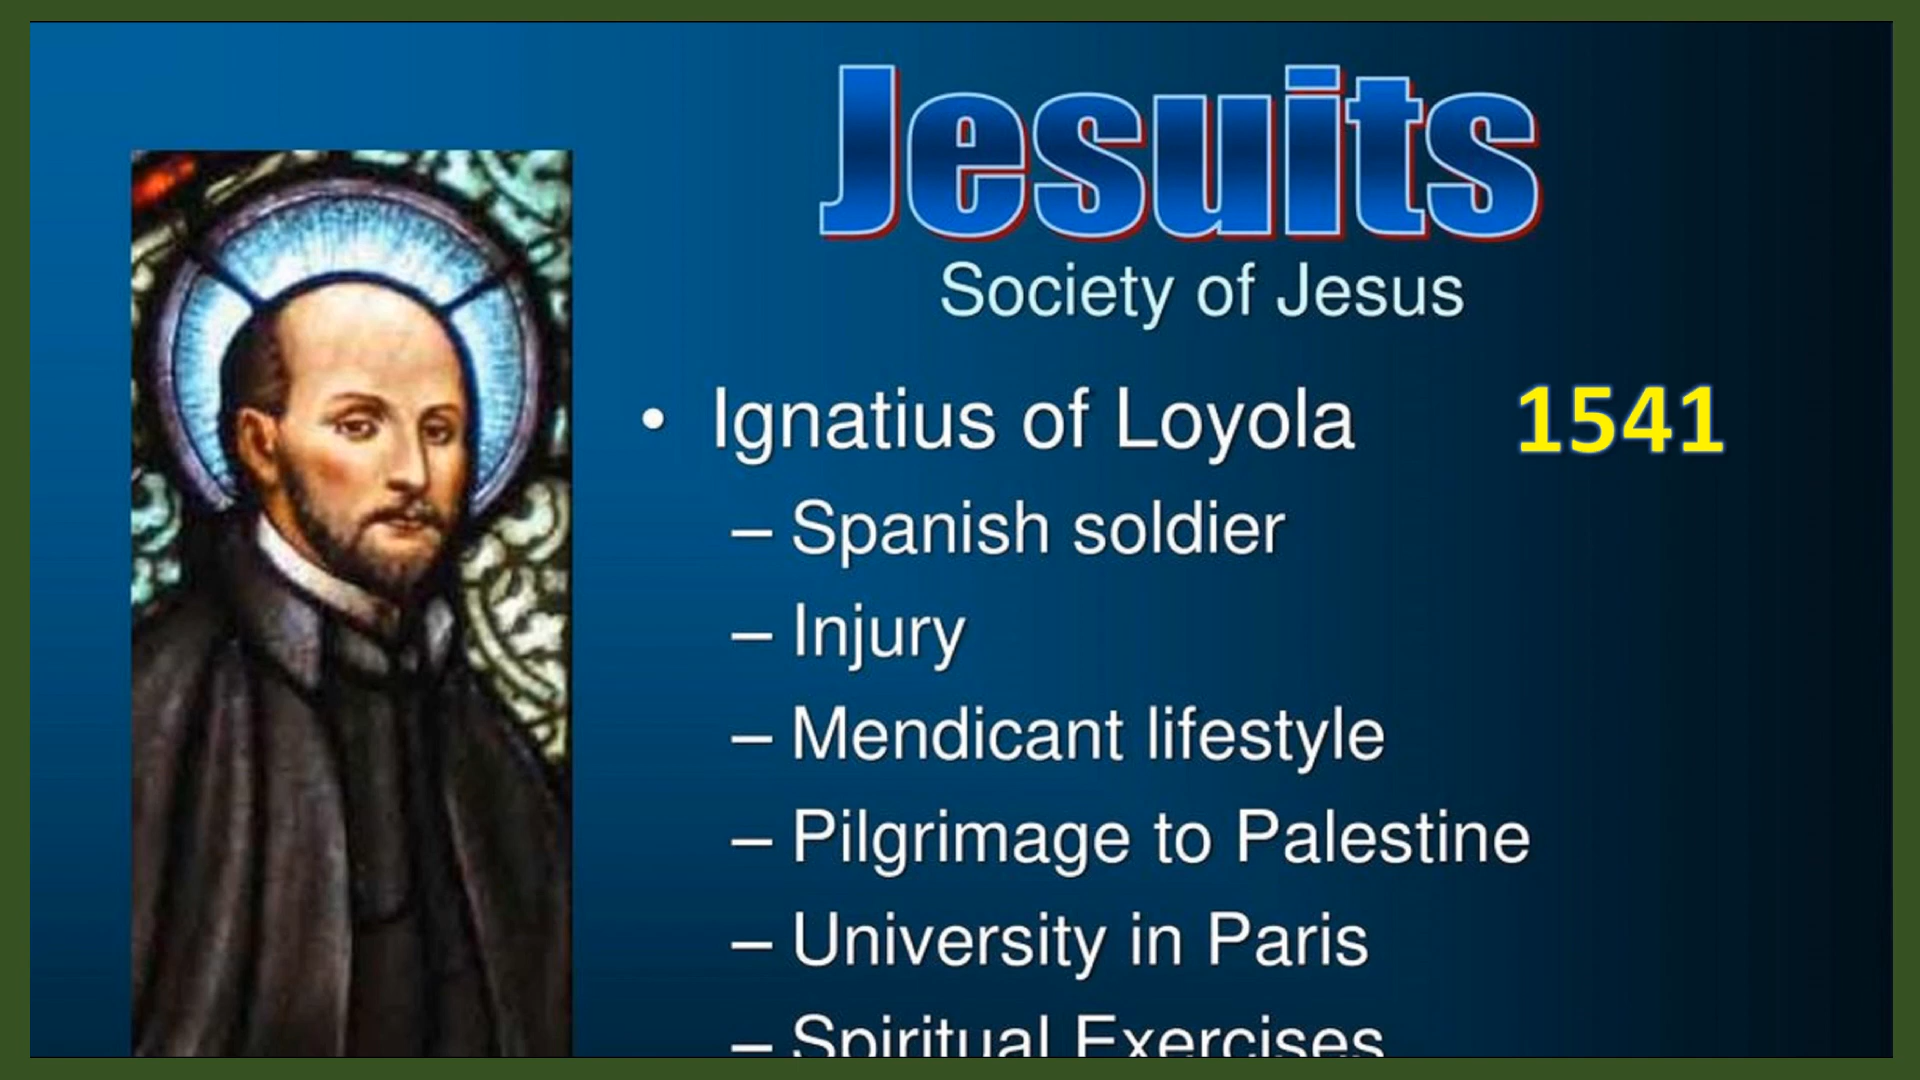 Jesuits
Society of Jesus
• Ignatius of Loyola 1541
– Spanish soldier
– Injury
– Mendicant lifestyle
– Pilgrimage to Palestine
– University in Paris
– Spiritual Exercises